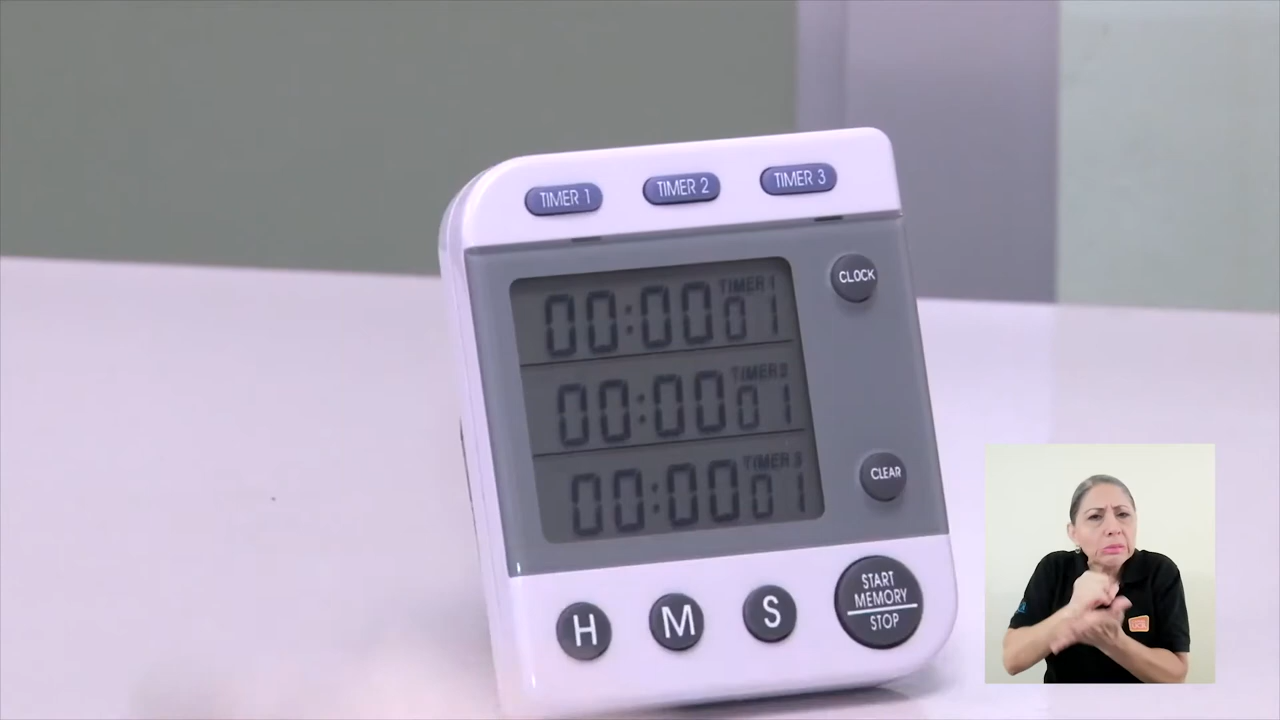 TIMER 1 TIMER 2 TIMER 3
CLOCK
TIMER 1
00:00 01
TIMER 2
00:00 01
TIMER 3
00:00 01
CLEAR
H M S
START
MEMORY
STOP